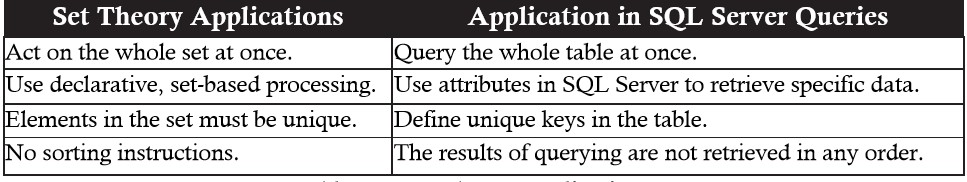 Set Theory Applications Application in SQL Server Queries
Act on the whole set at once. Query the whole table at once.
Use declarative, set-based processing. Use attributes in SQL Server to retrieve specific data.
Elements in the set must be unique. Define unique keys in the table.
No sorting instructions. The results of querying are not retrieved in any order.